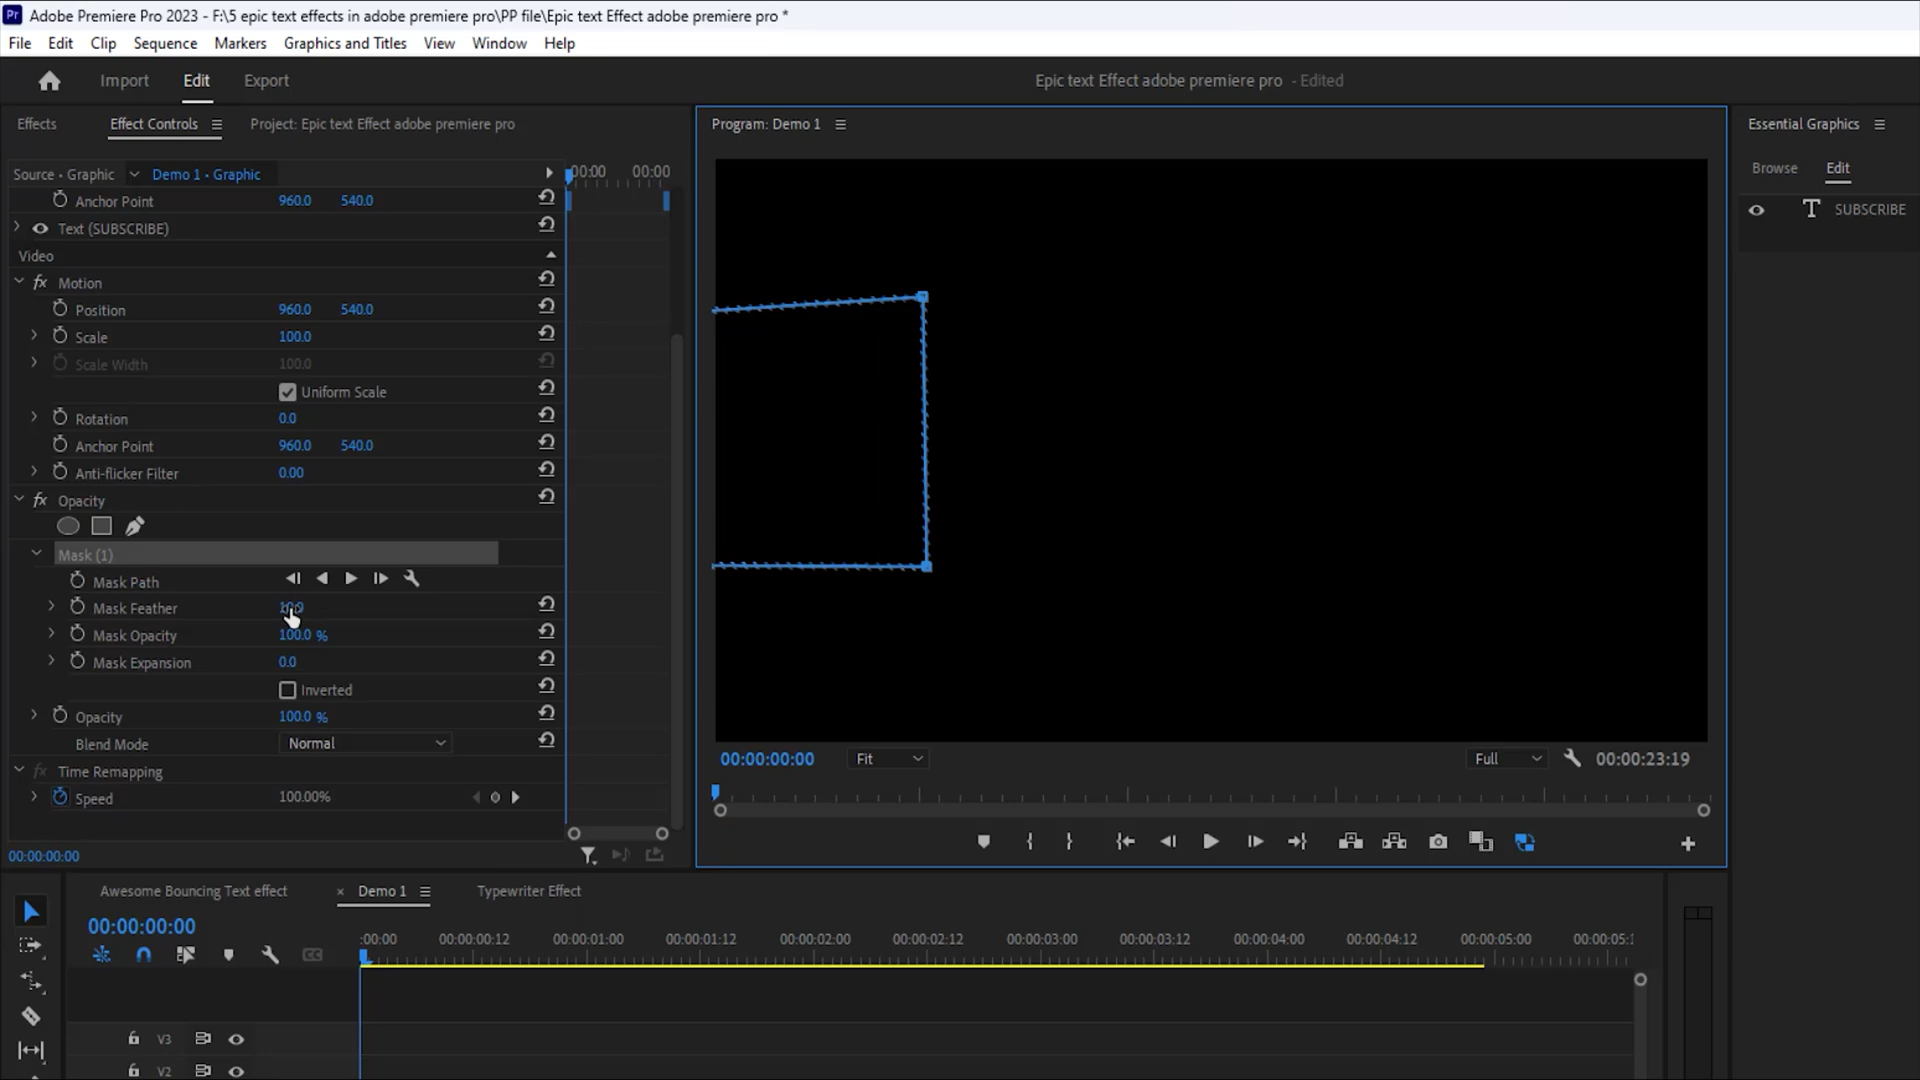 Adobe Premiere Pro 2023 - F:\5 epic text effects in adobe premiere pro\PP file\Epic text Effect adobe premiere pro *
File Edit Clip Sequence Markers Graphics and Titles View Window Help
Import Edit Export Epic text Effect adobe premiere pro - Edited
Effects Effect Controls Project: Epic text Effect adobe premiere pro
Program: Demo 1
Essential Graphics
Browse Edit
SUBSCRIBE
Source • Graphic Demo 1 • Graphic :00:00 00:00
Anchor Point 960.0 540.0
Text (SUBSCRIBE)
Video
fx Motion
Position 960.0 540.0
Scale 100.0
Scale Width 100.0
Uniform Scale
Rotation 0.0
Anchor Point 960.0 540.0
Anti-flicker Filter 0.00
fx Opacity
Mask (1)
Mask Path
Mask Feather
Mask Opacity 100.0 %
Mask Expansion 0.0
Inverted
Opacity 100.0 %
Blend Mode Normal
fx Time Remapping
Speed 100.00%
00:00:00:00
00:00:00:00 Fit Full 00:00:23:19
Awesome Bouncing Text effect × Demo 1 Typewriter Effect
00:00:00:00
:00:00 00:00:00:12 00:00:01:00 00:00:01:12 00:00:02:00 00:00:02:12 00:00:03:00 00:00:03:12 00:00:04:00 00:00:04:12 00:00:05:00 00:00:05:1
V3
V2